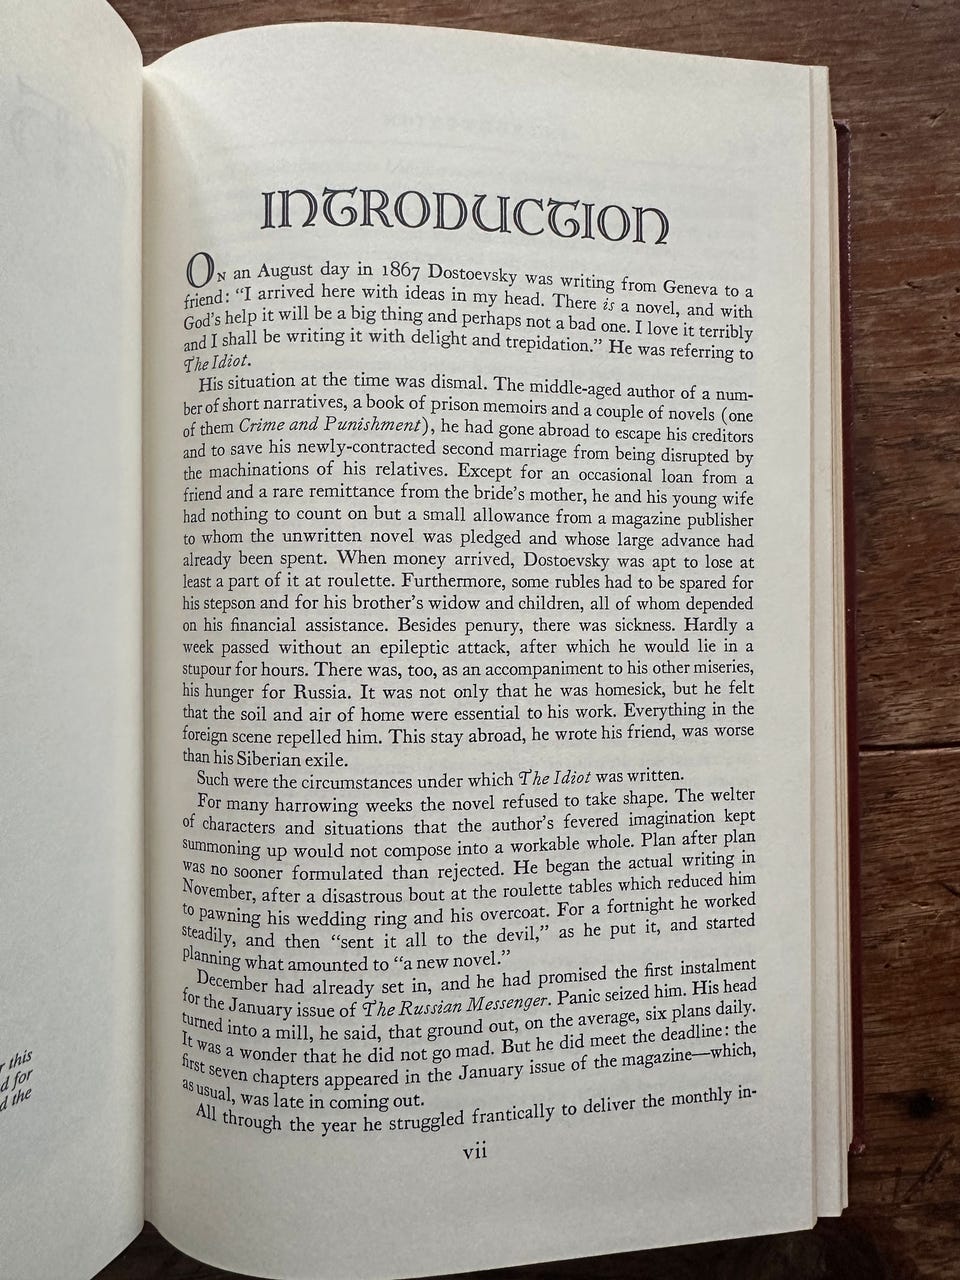 r this
d for
d the
INTRODUCTION
ON an August day in 1867 Dostoevsky was writing from Geneva to a
friend: "I arrived here with ideas in my head. There is a novel, and with
God's help it will be a big thing and perhaps not a bad one. I love it terribly
and I shall be writing it with delight and trepidation." He was referring to
The Idiot.
His situation at the time was dismal. The middle-aged author of a num-
ber of short narratives, a book of prison memoirs and a couple of novels (one
of them Crime and Punishment), he had gone abroad to escape his creditors
and to save his newly-contracted second marriage from being disrupted by
the machinations of his relatives. Except for an occasional loan from a
friend and a rare remittance from the bride's mother, he and his young wife
had nothing to count on but a small allowance from a magazine publisher
to whom the unwritten novel was pledged and whose large advance had
already been spent. When money arrived, Dostoevsky was apt to lose at
least a part of it at roulette. Furthermore, some rubles had to be spared for
his stepson and for his brother's widow and children, all of whom depended
on his financial assistance. Besides penury, there was sickness. Hardly a
week passed without an epileptic attack, after which he would lie in a
stupour for hours. There was, too, as an accompaniment to his other miseries,
his hunger for Russia. It was not only that he was homesick, but he felt
that the soil and air of home were essential to his work. Everything in the
foreign scene repelled him. This stay abroad, he wrote his friend, was worse
than his Siberian exile.
Such were the circumstances under which The Idiot was written.
For many harrowing weeks the novel refused to take shape. The welter
of characters and situations that the author's fevered imagination kept
summoning up would not compose into a workable whole. Plan after plan
was no sooner formulated than rejected. He began the actual writing in
November, after a disastrous bout at the roulette tables which reduced him
to pawning his wedding ring and his overcoat. For a fortnight he worked
steadily, and then "sent it all to the devil," as he put it, and started
planning what amounted to "a new novel."
December had already set in, and he had promised the first instalment
for the January issue of The Russian Messenger. Panic seized him. His head
turned into a mill, he said, that ground out, on the average, six plans daily.
It was a wonder that he did not go mad. But he did meet the deadline: the
first seven chapters appeared in the January issue of the magazine—which,
as usual, was late in coming out.
All through the year he struggled frantically to deliver the monthly in-
vii